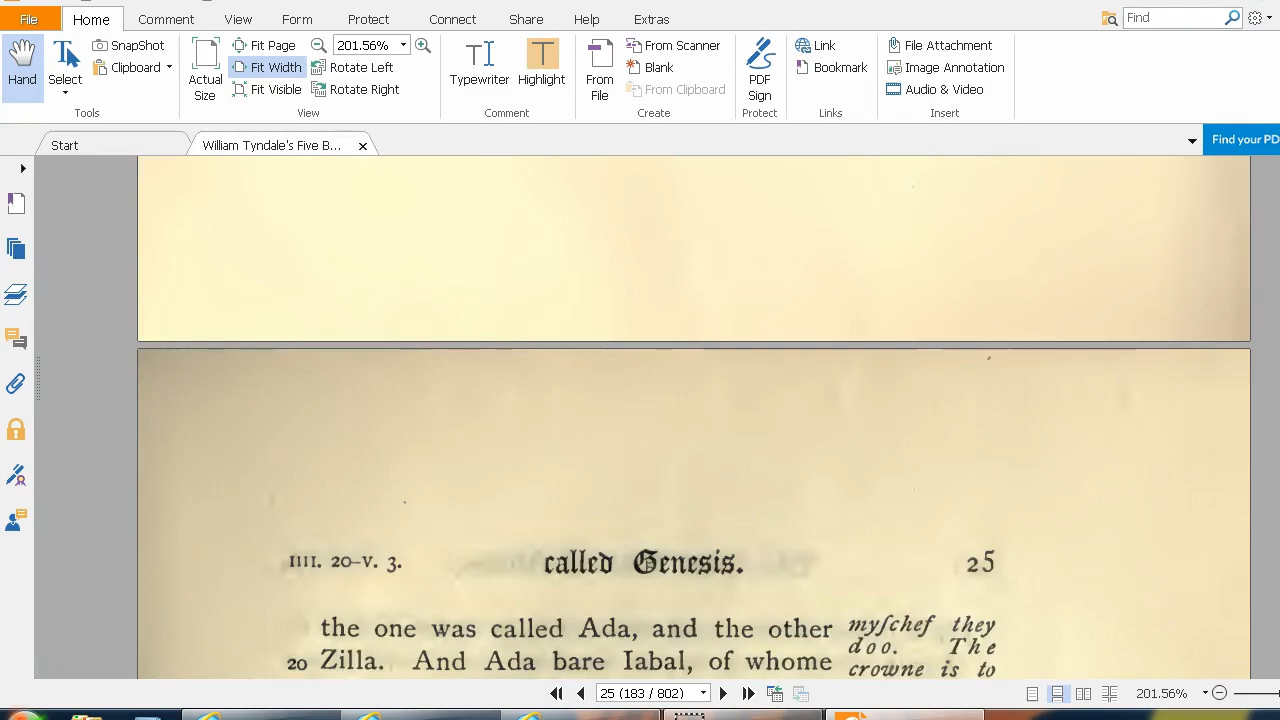 File Home Comment View Form Protect Connect Share Help Extras Find
SnapShot Fit Page 201.56% From Scanner Link File Attachment
Clipboard Fit Width Rotate Left Blank Bookmark Image Annotation
Hand Select Actual Size Fit Visible Rotate Right Typewriter Highlight From File From Clipboard PDF Sign Audio & Video
Tools View Comment Create Protect Links Insert
Start William Tyndale's Five B... Find your PD
IIII. 20–V. 3. called Genesis. 25
the one was called Ada, and the other
20 Zilla. And Ada bare Iabal, of whome
myſchef they
doo. The
crowne is to
25 (183 / 802) 201.56%